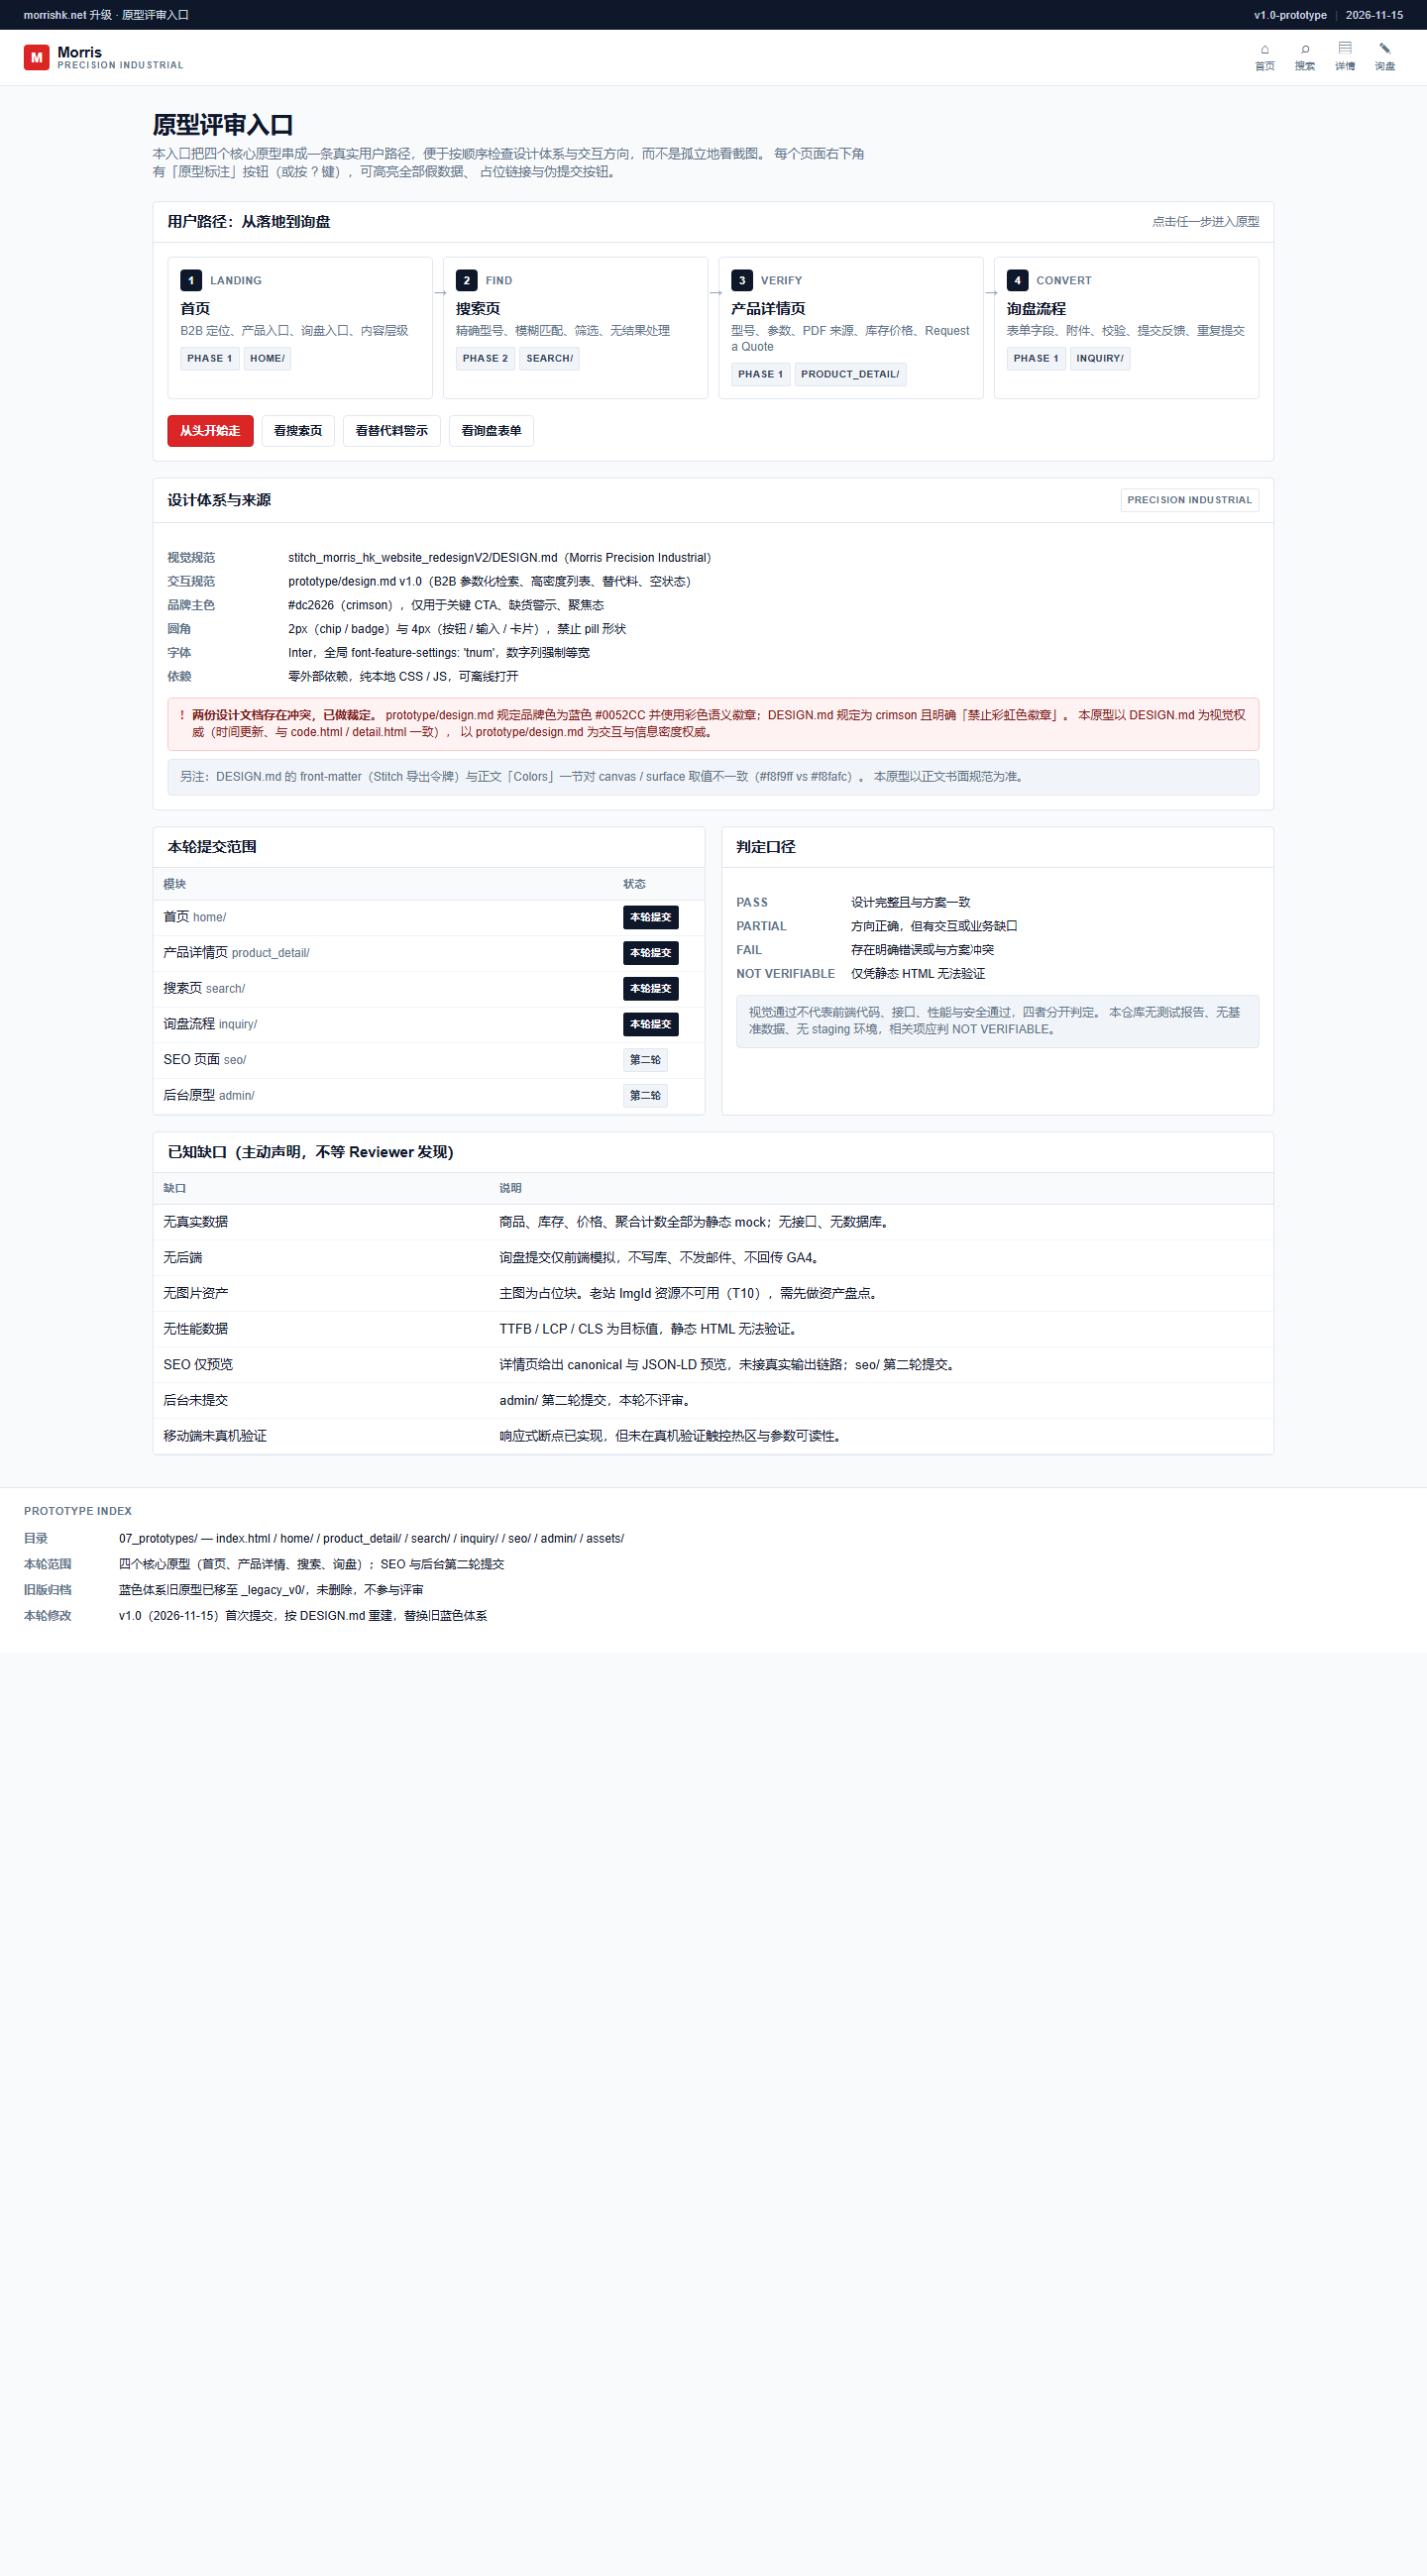 morrishk.net 升级 · 原型评审入口
v1.0-prototype | 2026-11-15
M
Morris
PRECISION INDUSTRIAL
首页
搜索
详情
询盘
原型评审入口
本入口把四个核心原型串成一条真实用户路径，便于按顺序检查设计体系与交互方向，而不是孤立地看截图。 每个页面右下角
有「原型标注」按钮（或按 ? 键），可高亮全部假数据、 占位链接与伪提交按钮。
用户路径：从落地到询盘
点击任一步进入原型
1 LANDING
首页
B2B 定位、产品入口、询盘入口、内容层级
PHASE 1 HOME/
→
2 FIND
搜索页
精确型号、模糊匹配、筛选、无结果处理
PHASE 2 SEARCH/
→
3 VERIFY
产品详情页
型号、参数、PDF 来源、库存价格、Request
a Quote
PHASE 1 PRODUCT_DETAIL/
→
4 CONVERT
询盘流程
表单字段、附件、校验、提交反馈、重复提交
PHASE 1 INQUIRY/
从头开始走 看搜索页 看替代料警示 看询盘表单
设计体系与来源
PRECISION INDUSTRIAL
视觉规范 stitch_morris_hk_website_redesignV2/DESIGN.md（Morris Precision Industrial）
交互规范 prototype/design.md v1.0（B2B 参数化检索、高密度列表、替代料、空状态）
品牌主色 #dc2626（crimson），仅用于关键 CTA、缺货警示、聚焦态
圆角 2px（chip / badge）与 4px（按钮 / 输入 / 卡片），禁止 pill 形状
字体 Inter，全局 font-feature-settings: 'tnum'，数字列强制等宽
依赖 零外部依赖，纯本地 CSS / JS，可离线打开
! 两份设计文档存在冲突，已做裁定。 prototype/design.md 规定品牌色为蓝色 #0052CC 并使用彩色语义徽章；DESIGN.md 规定为 crimson 且明确「禁止彩虹色徽章」。 本原型以 DESIGN.md 为视觉权
威（时间更新、与 code.html / detail.html 一致）， 以 prototype/design.md 为交互与信息密度权威。
另注：DESIGN.md 的 front-matter（Stitch 导出令牌）与正文「Colors」一节对 canvas / surface 取值不一致（#f8f9ff vs #f8fafc）。 本原型以正文书面规范为准。
本轮提交范围
模块 状态
首页 home/ 本轮提交
产品详情页 product_detail/ 本轮提交
搜索页 search/ 本轮提交
询盘流程 inquiry/ 本轮提交
SEO 页面 seo/ 第二轮
后台原型 admin/ 第二轮
判定口径
PASS 设计完整且与方案一致
PARTIAL 方向正确，但有交互或业务缺口
FAIL 存在明确错误或与方案冲突
NOT VERIFIABLE 仅凭静态 HTML 无法验证
视觉通过不代表前端代码、接口、性能与安全通过，四者分开判定。 本仓库无测试报告、无基
准数据、无 staging 环境，相关项应判 NOT VERIFIABLE。
已知缺口（主动声明，不等 Reviewer 发现）
缺口 说明
无真实数据 商品、库存、价格、聚合计数全部为静态 mock；无接口、无数据库。
无后端 询盘提交仅前端模拟，不写库、不发邮件、不回传 GA4。
无图片资产 主图为占位块。老站 ImgId 资源不可用（T10），需先做资产盘点。
无性能数据 TTFB / LCP / CLS 为目标值，静态 HTML 无法验证。
SEO 仅预览 详情页给出 canonical 与 JSON-LD 预览，未接真实输出链路；seo/ 第二轮提交。
后台未提交 admin/ 第二轮提交，本轮不评审。
移动端未真机验证 响应式断点已实现，但未在真机验证触控热区与参数可读性。
PROTOTYPE INDEX
目录 07_prototypes/ — index.html / home/ / product_detail/ / search/ / inquiry/ / seo/ / admin/ / assets/
本轮范围 四个核心原型（首页、产品详情、搜索、询盘）；SEO 与后台第二轮提交
旧版归档 蓝色体系旧原型已移至 _legacy_v0/，未删除，不参与评审
本轮修改 v1.0（2026-11-15）首次提交，按 DESIGN.md 重建，替换旧蓝色体系